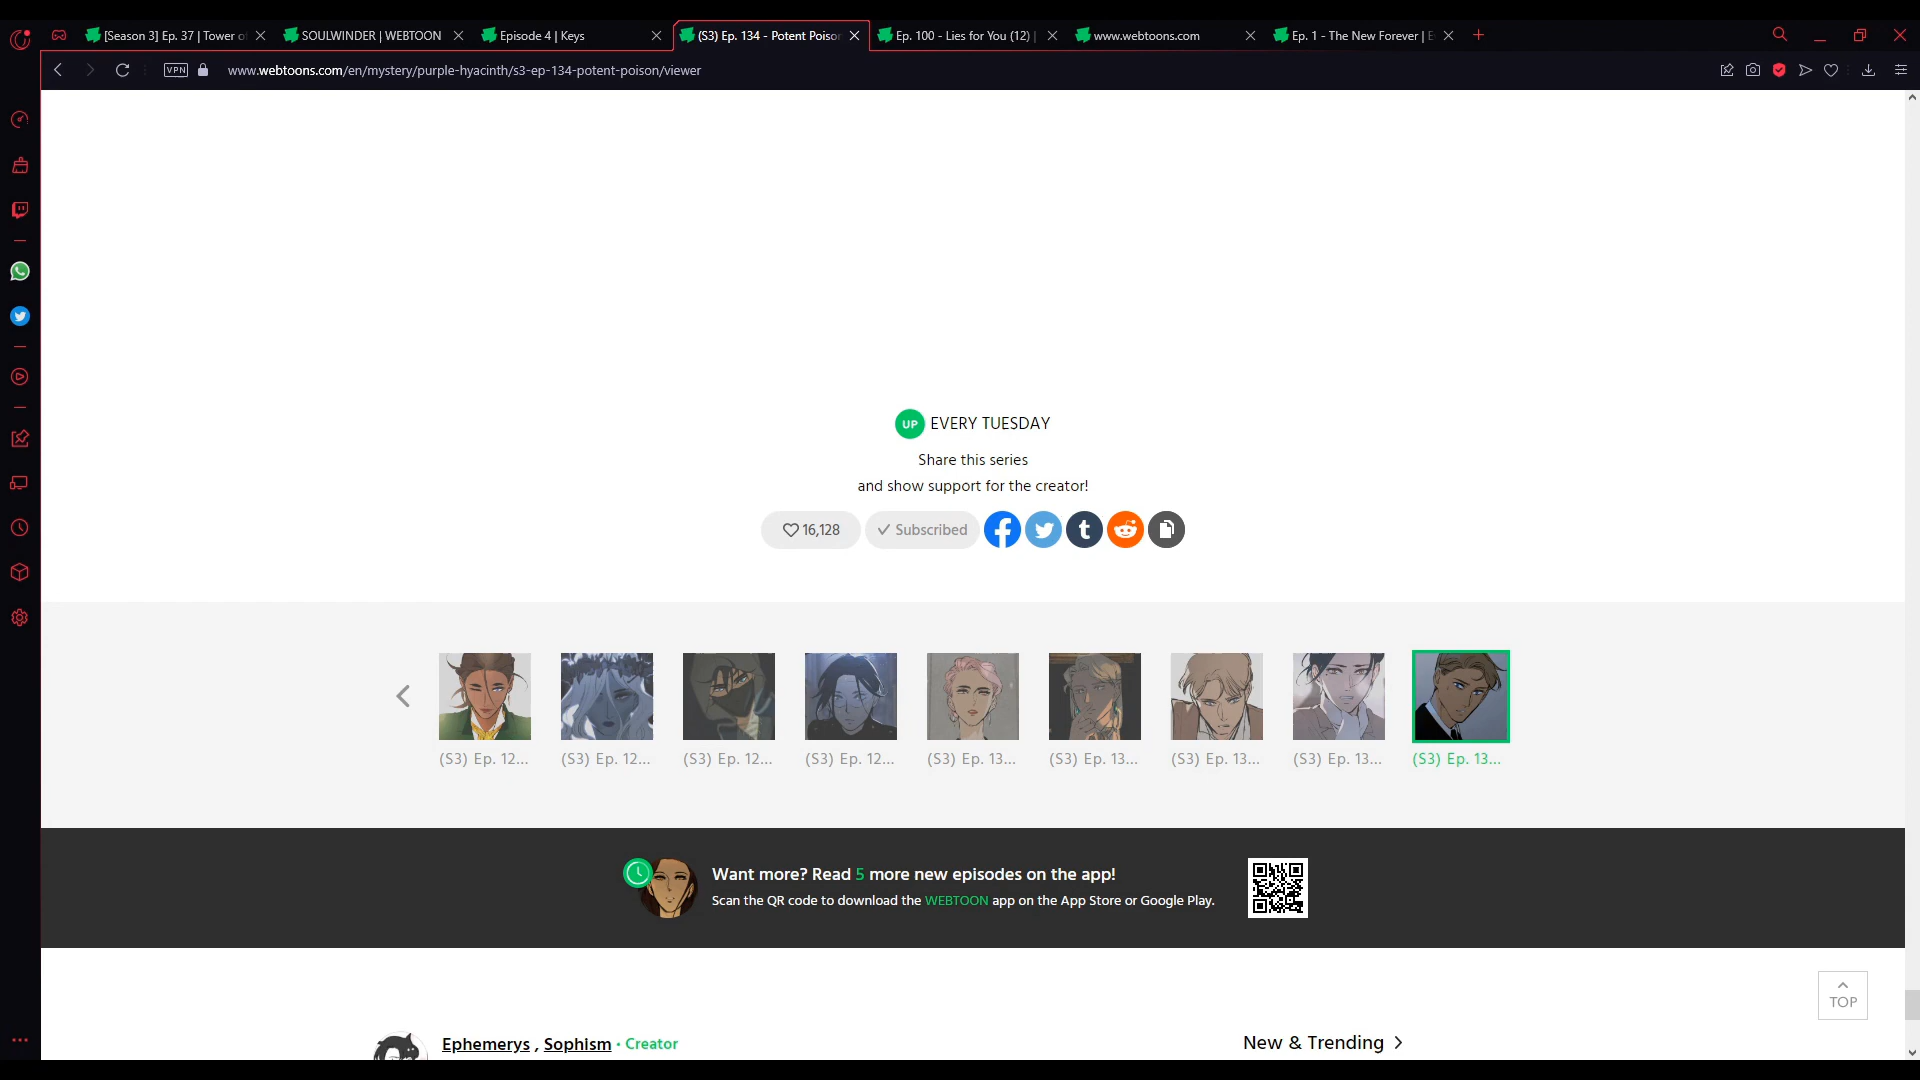 [Season 3] Ep. 37 | Tower o
SOULWINDER | WEBTOON
Episode 4 | Keys
(S3) Ep. 134 - Potent Poison
Ep. 100 - Lies for You (12) |
www.webtoons.com
Ep. 1 - The New Forever | E
VPN
www.webtoons.com/en/mystery/purple-hyacinth/s3-ep-134-potent-poison/viewer
UP EVERY TUESDAY
Share this series
and show support for the creator!
16,128
Subscribed
(S3) Ep. 12...
(S3) Ep. 12...
(S3) Ep. 12...
(S3) Ep. 12...
(S3) Ep. 13...
(S3) Ep. 13...
(S3) Ep. 13...
(S3) Ep. 13...
(S3) Ep. 13...
Want more? Read 5 more new episodes on the app!
Scan the QR code to download the WEBTOON app on the App Store or Google Play.
TOP
Ephemerys , Sophism · Creator
New & Trending